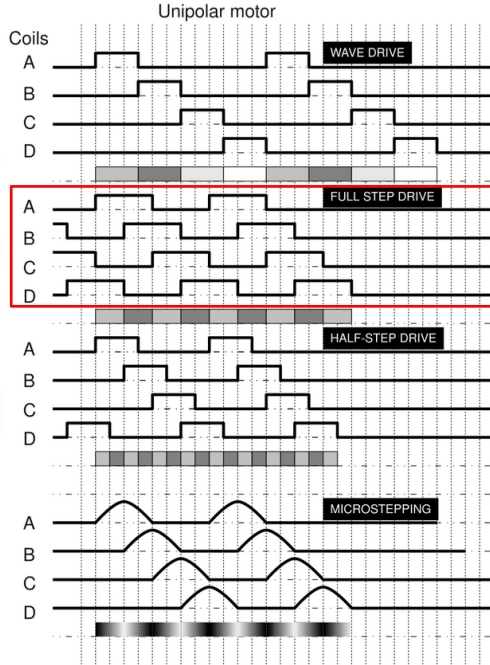 Unipolar motor
Coils
WAVE DRIVE
A
B
C
D
FULL STEP DRIVE
A
B
C
D
HALF-STEP DRIVE
A
B
C
D
MICROSTEPPING
A
B
C
D